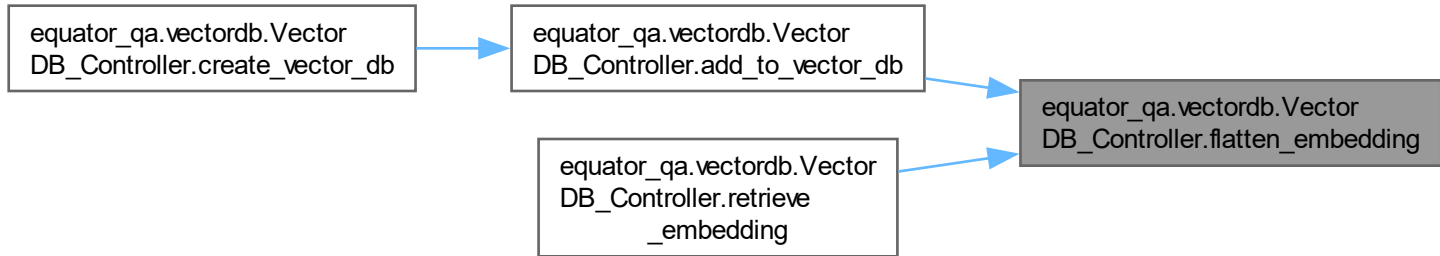 equator_qa.vectordb.Vector
DB_Controller.create_vector_db
equator_qa.vectordb.Vector
DB_Controller.add_to_vector_db
equator_qa.vectordb.Vector
DB_Controller.flatten_embedding
equator_qa.vectordb.Vector
DB_Controller.retrieve
_embedding